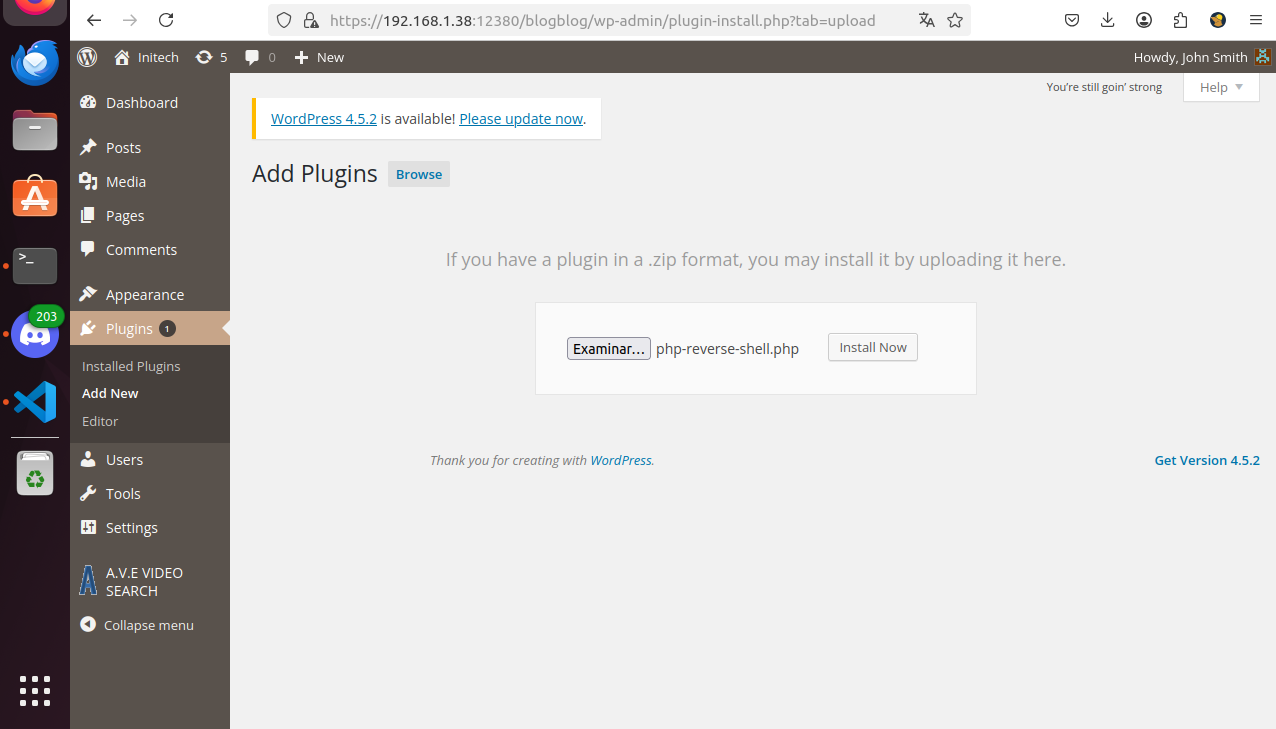 https://192.168.1.38:12380/blogblog/wp-admin/plugin-install.php?tab=upload
Initech 5 0 New Howdy, John Smith
You're still goin' strong Help
WordPress 4.5.2 is available! Please update now.
Add Plugins Browse
Dashboard
Posts
Media
Pages
Comments
Appearance
Plugins 1
Installed Plugins
Add New
Editor
Users
Tools
Settings
A.V.E VIDEO
SEARCH
Collapse menu
If you have a plugin in a .zip format, you may install it by uploading it here.
Examinar... php-reverse-shell.php Install Now
Thank you for creating with WordPress. Get Version 4.5.2
203
>_